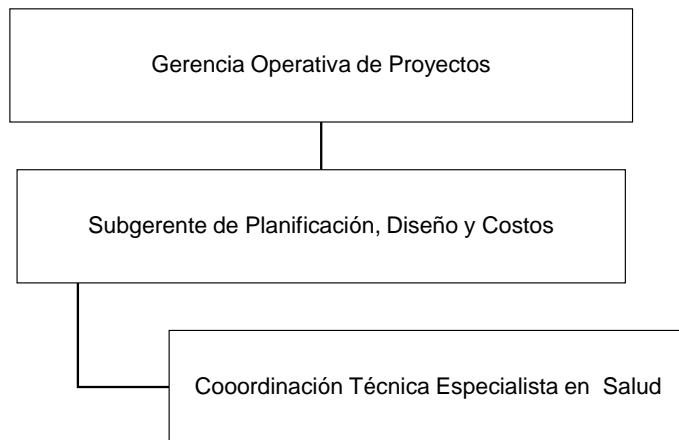 Gerencia Operativa de Proyectos
Subgerente de Planificación, Diseño y Costos
Cooordinación Técnica Especialista en  Salud